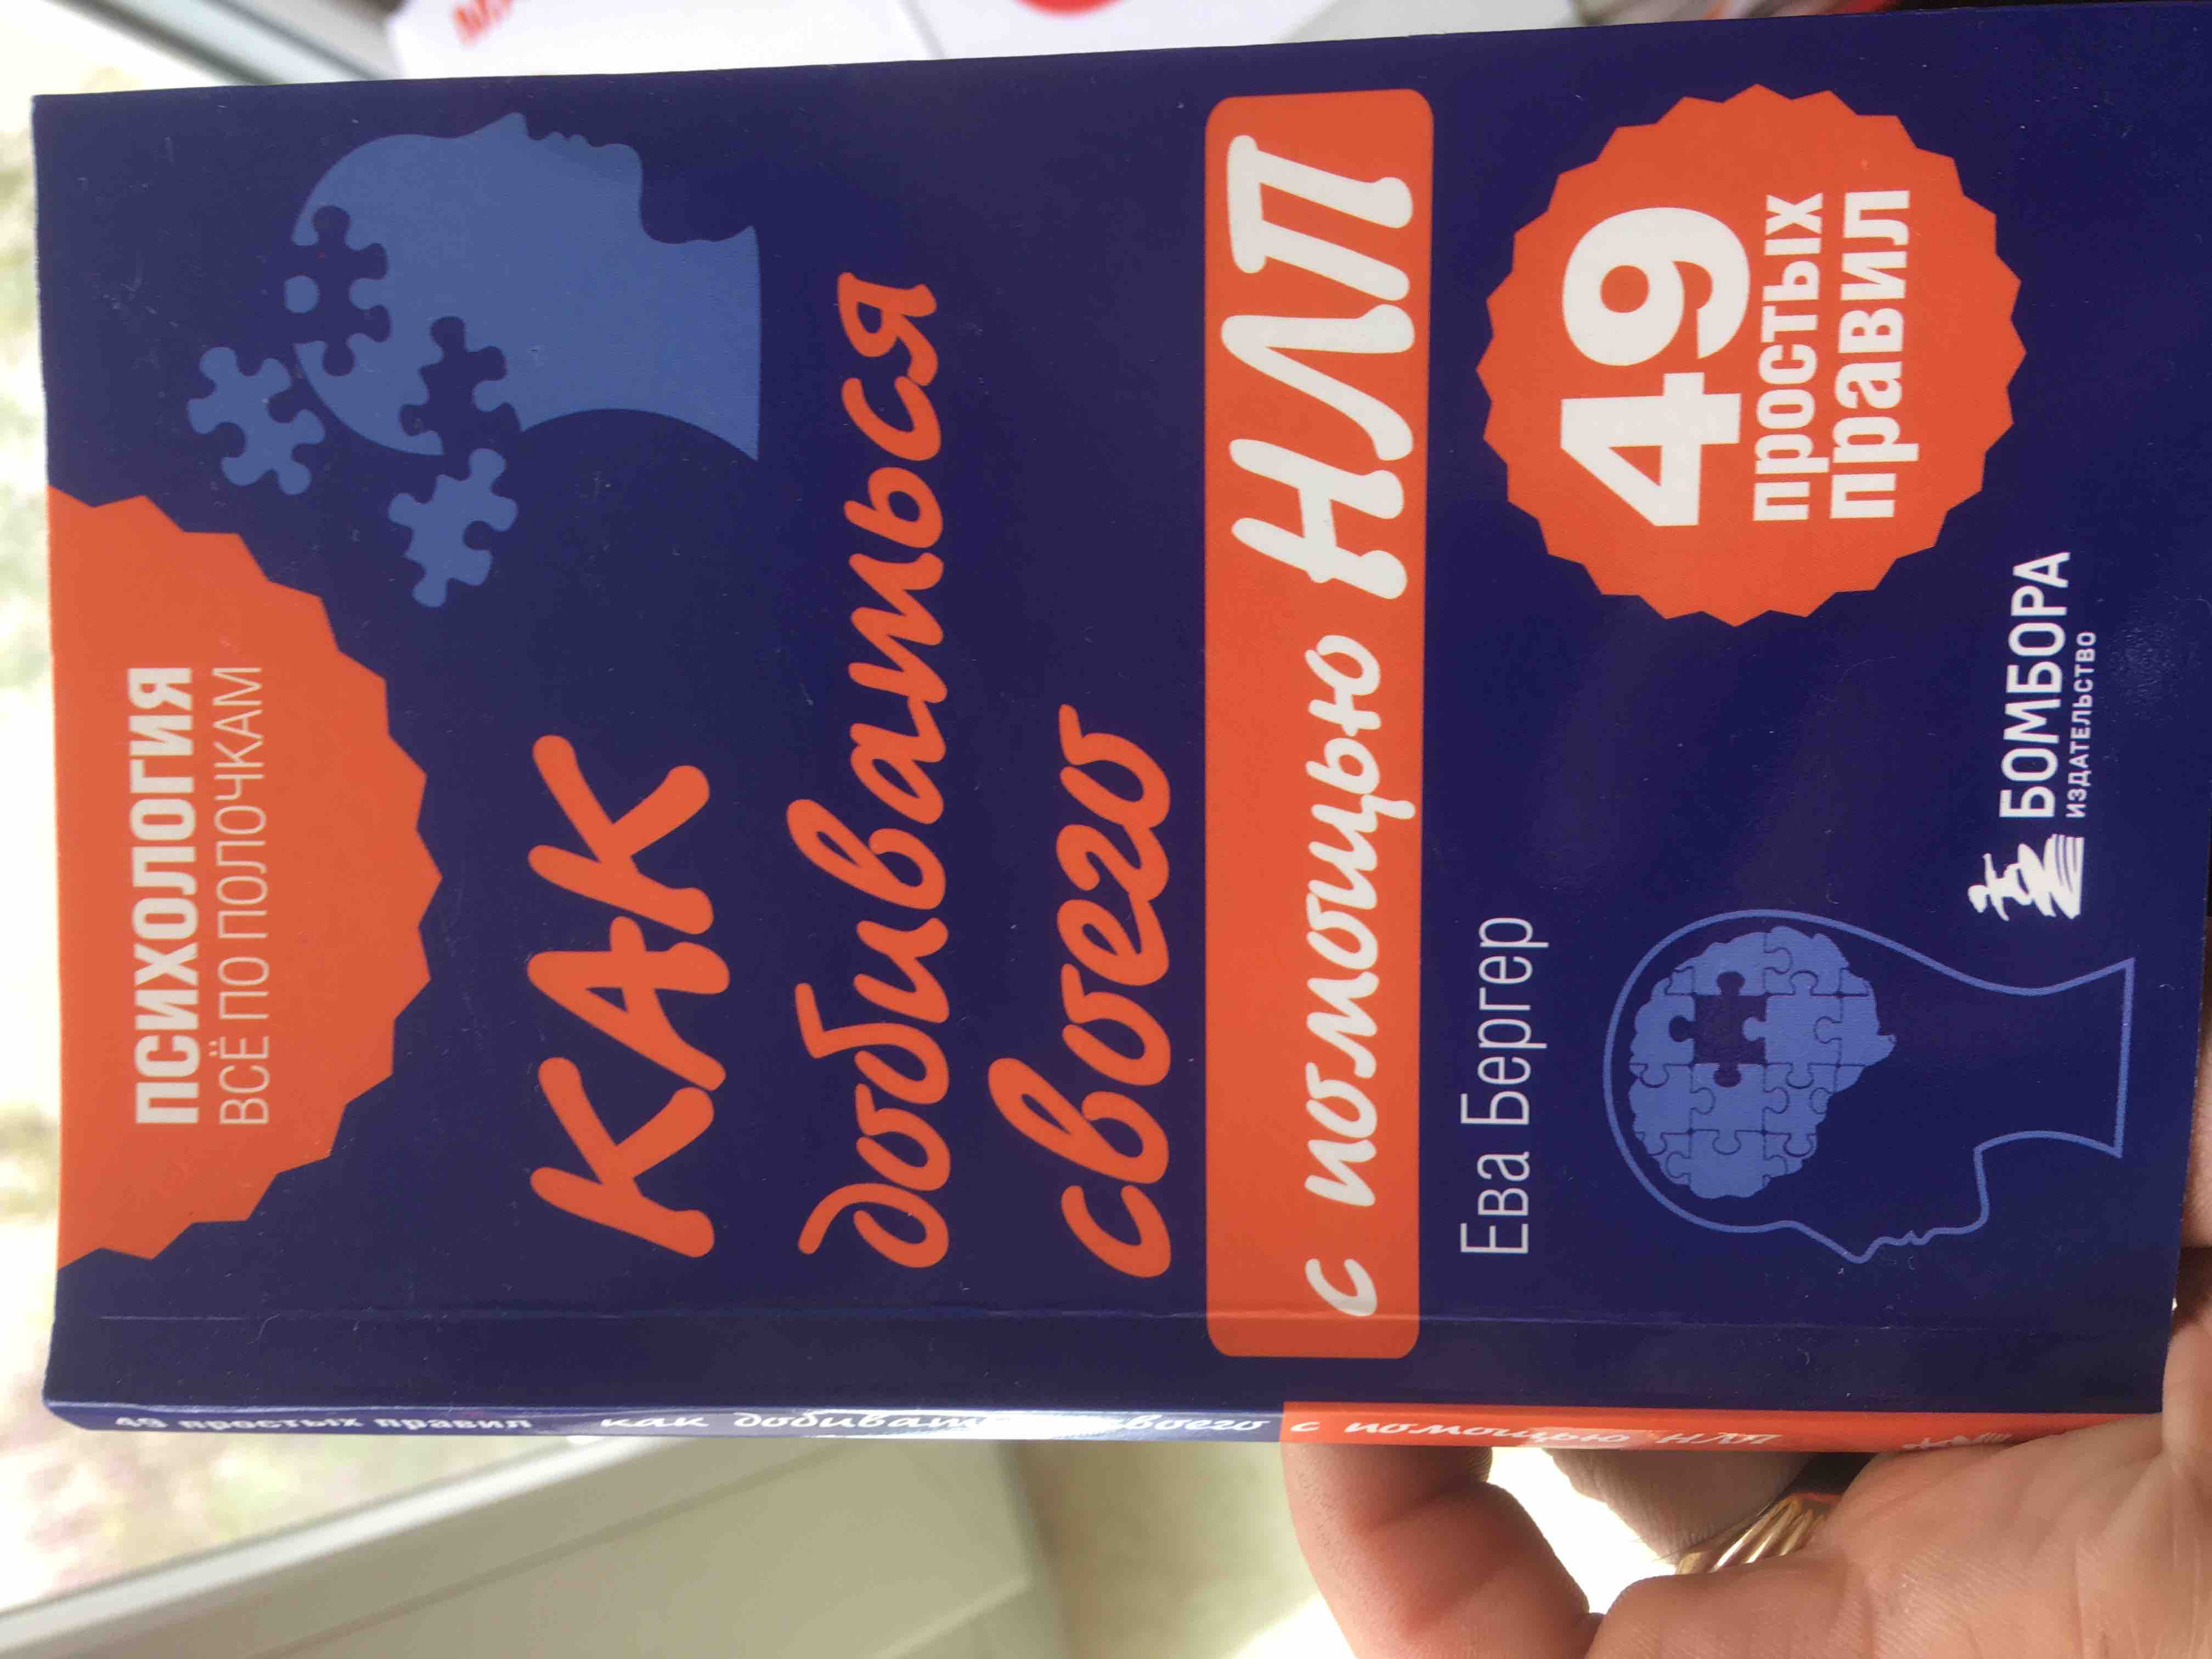 ПСИХОЛОГИЯ
ВСЁ ПО ПОЛОЧКАМ
КАК
добиваться
своего
с помощью НЛП
Ева Бергер
49
простых
правил
БОМБОРА
ИЗДАТЕЛЬСТВО
49 простых правил как своего с помощью НЛП